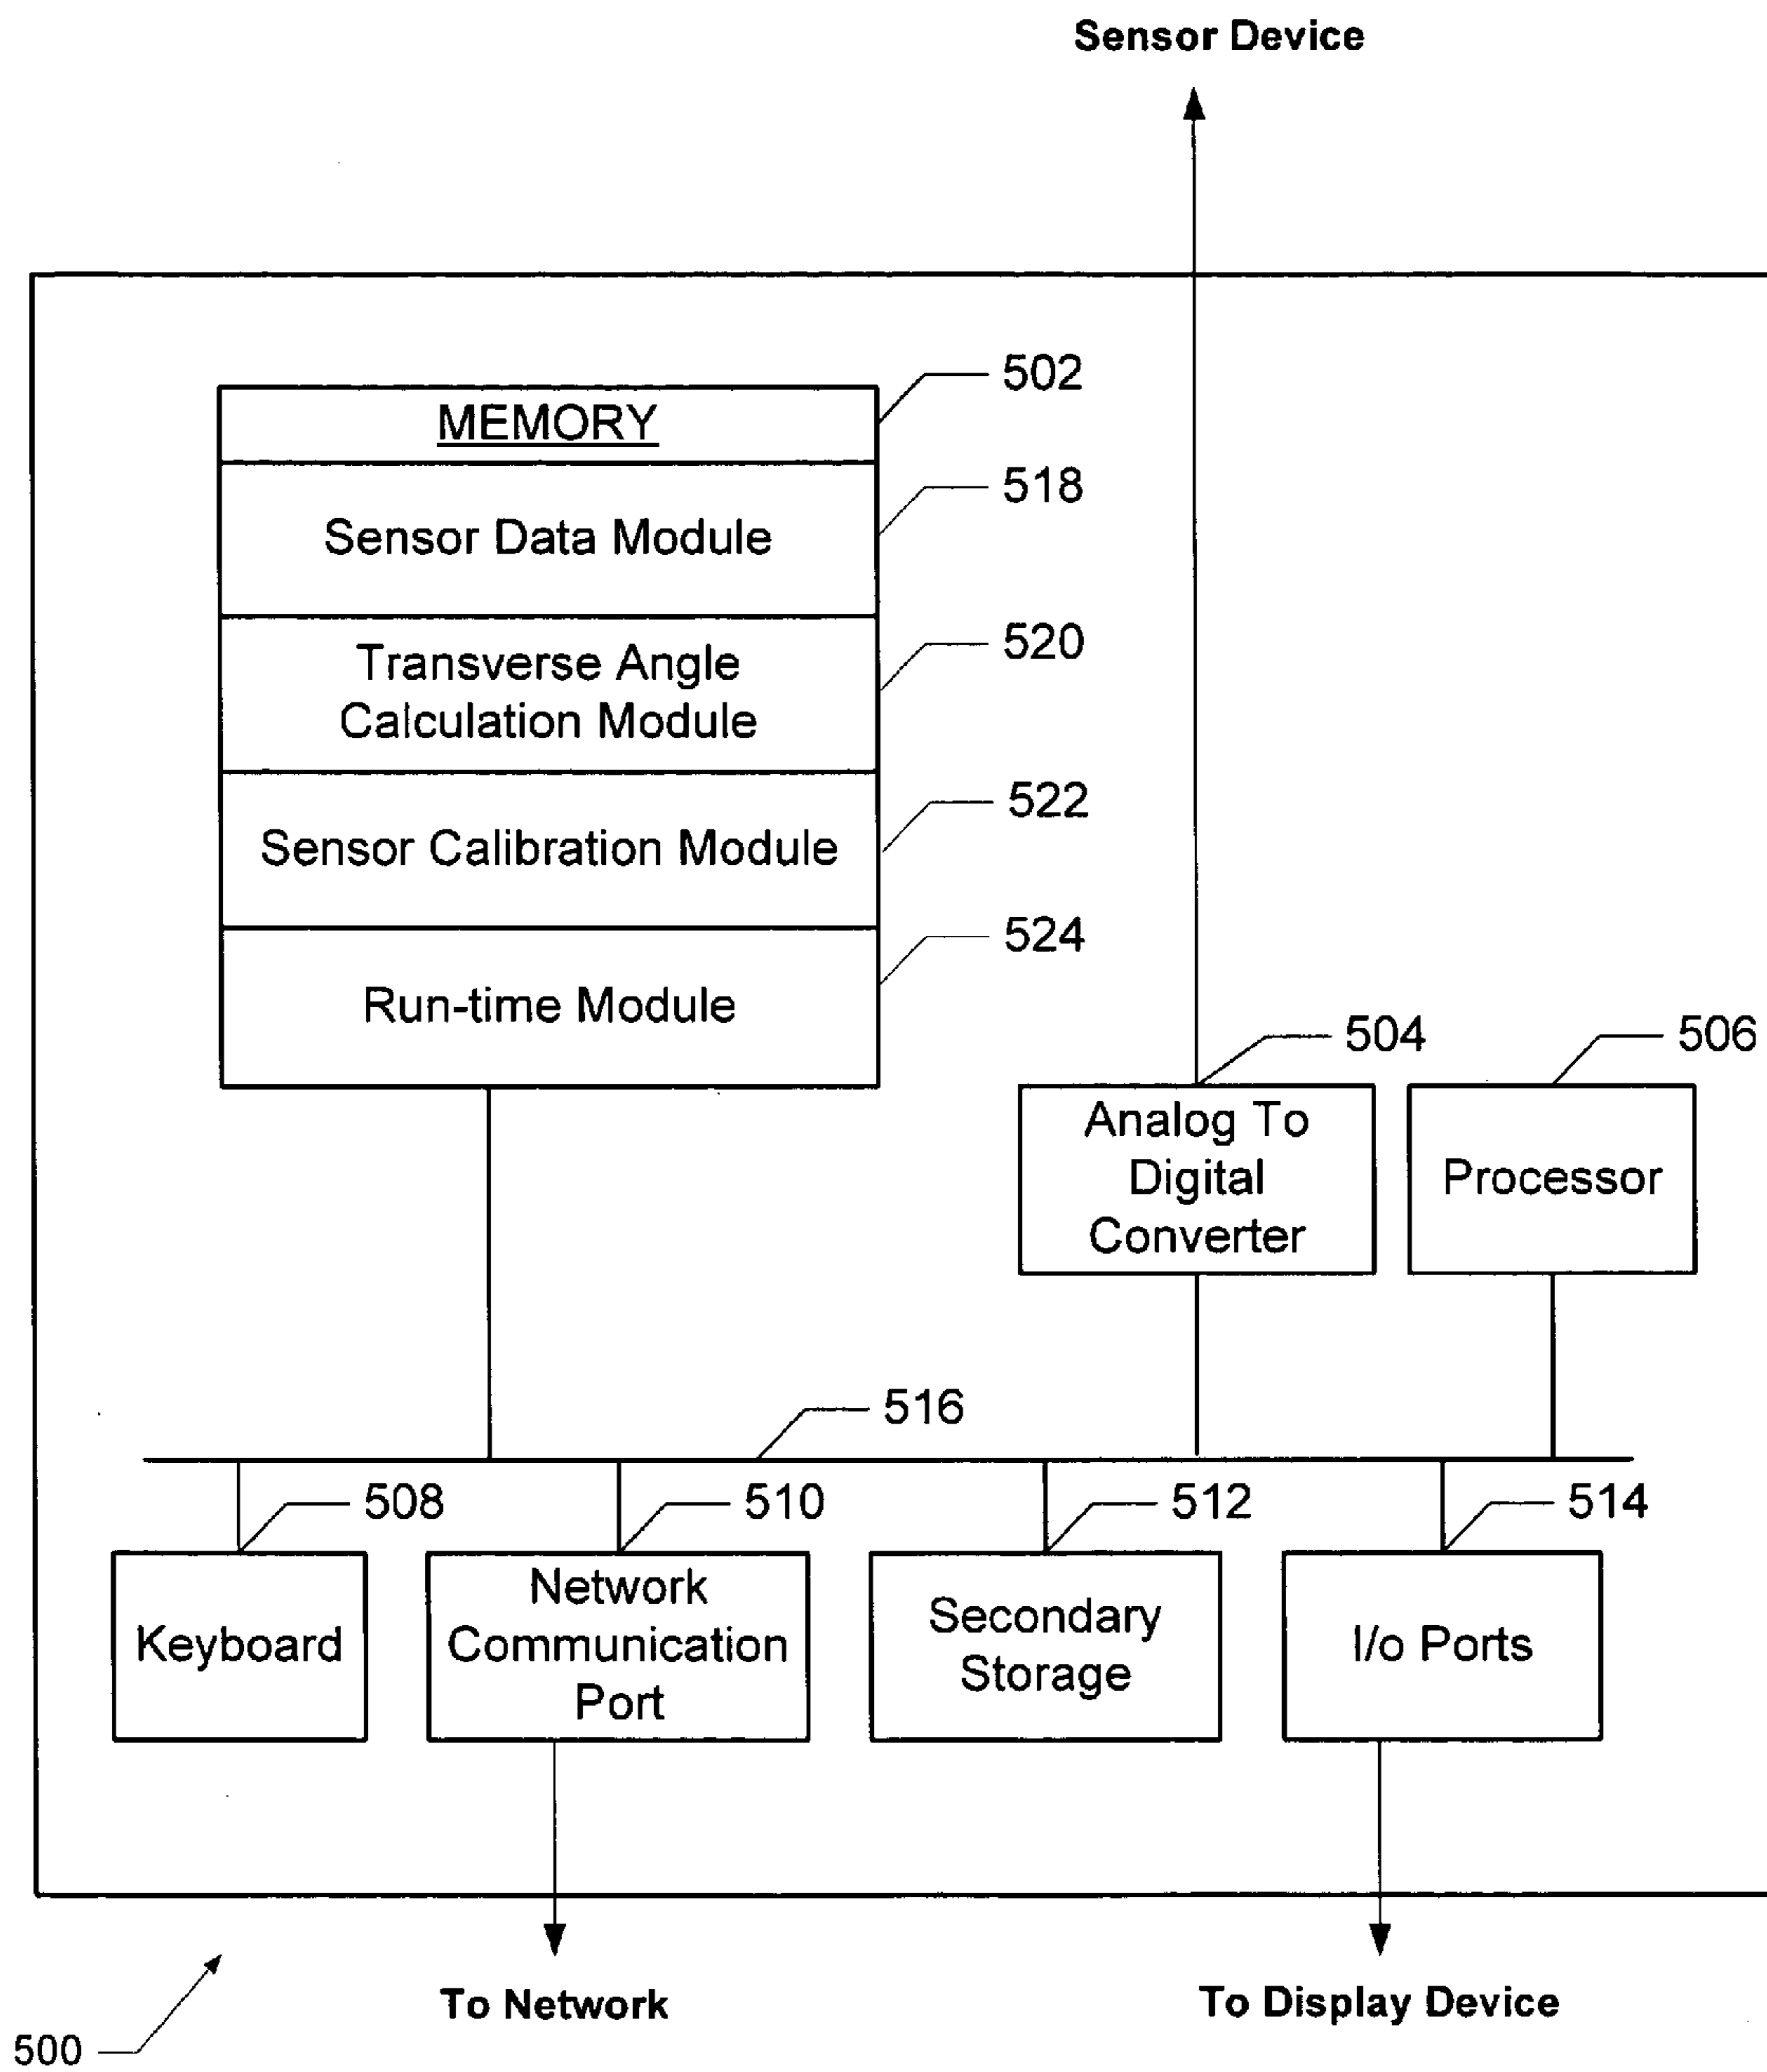 Sensor Device
502
MEMORY
518
Sensor Data Module
520
Transverse Angle
Calculation Module
522
Sensor Calibration Module
524
Run-time Module
504
506
Analog To
Digital
Converter
Processor
516
508
510
512
514
Keyboard
Network
Communication
Port
Secondary
Storage
I/o Ports
To Network
To Display Device
500